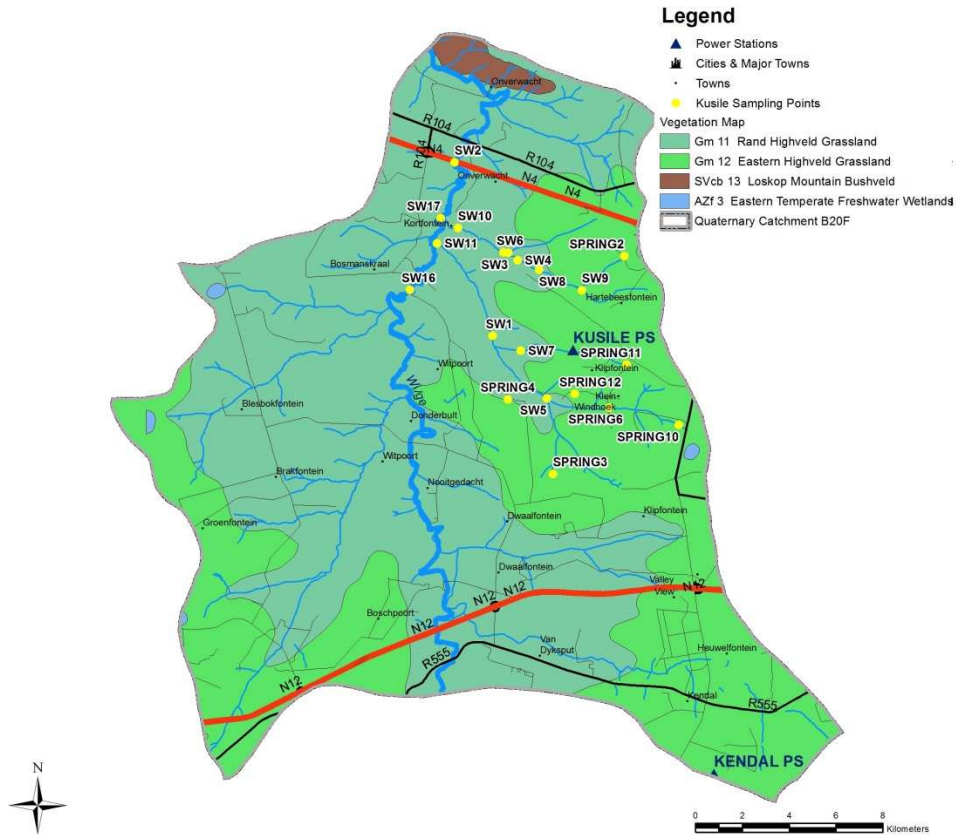 Legend
Power Stations
Cities & Major Towns
Towns
Kusile Sampling Points
Vegetation Map
Gm 11 Rand Highveld Grassland
Gm 12 Eastern Highveld Grassland
SVcb 13 Loskop Mountain Bushveld
AZf 3 Eastern Temperate Freshwater Wetlands
Quaternary Catchment B20F
Onverwacht
R104
R104
N4
SW2
R104
Onverwacht
N4
N4
SW17
SW10
Kortfontein
SW11
SW6
SPRING2
SW3
SW4
Bosmanskraal
SW16
SW8
SW9
Hartebeesfontein
SW1
KUSILE PS
SW7
SPRING11
Klipfontein
Witpoort
Wilge
SPRING4
SPRING12
Klein
Windhoek
SW5
SPRING6
Blesbokfontein
Donderbult
SPRING10
Witpoort
SPRING3
Brakfontein
Nooitgedacht
Groenfontein
Dwaalfontein
Klipfontein
Dwaalfontein
Valley
View
N12
N12
N12
Boschpoort
N12
Van
Dyksput
R555
Heuwelfontein
N12
Kendal
R555
KENDAL PS
N
0 2 4 6 8
Kilometers